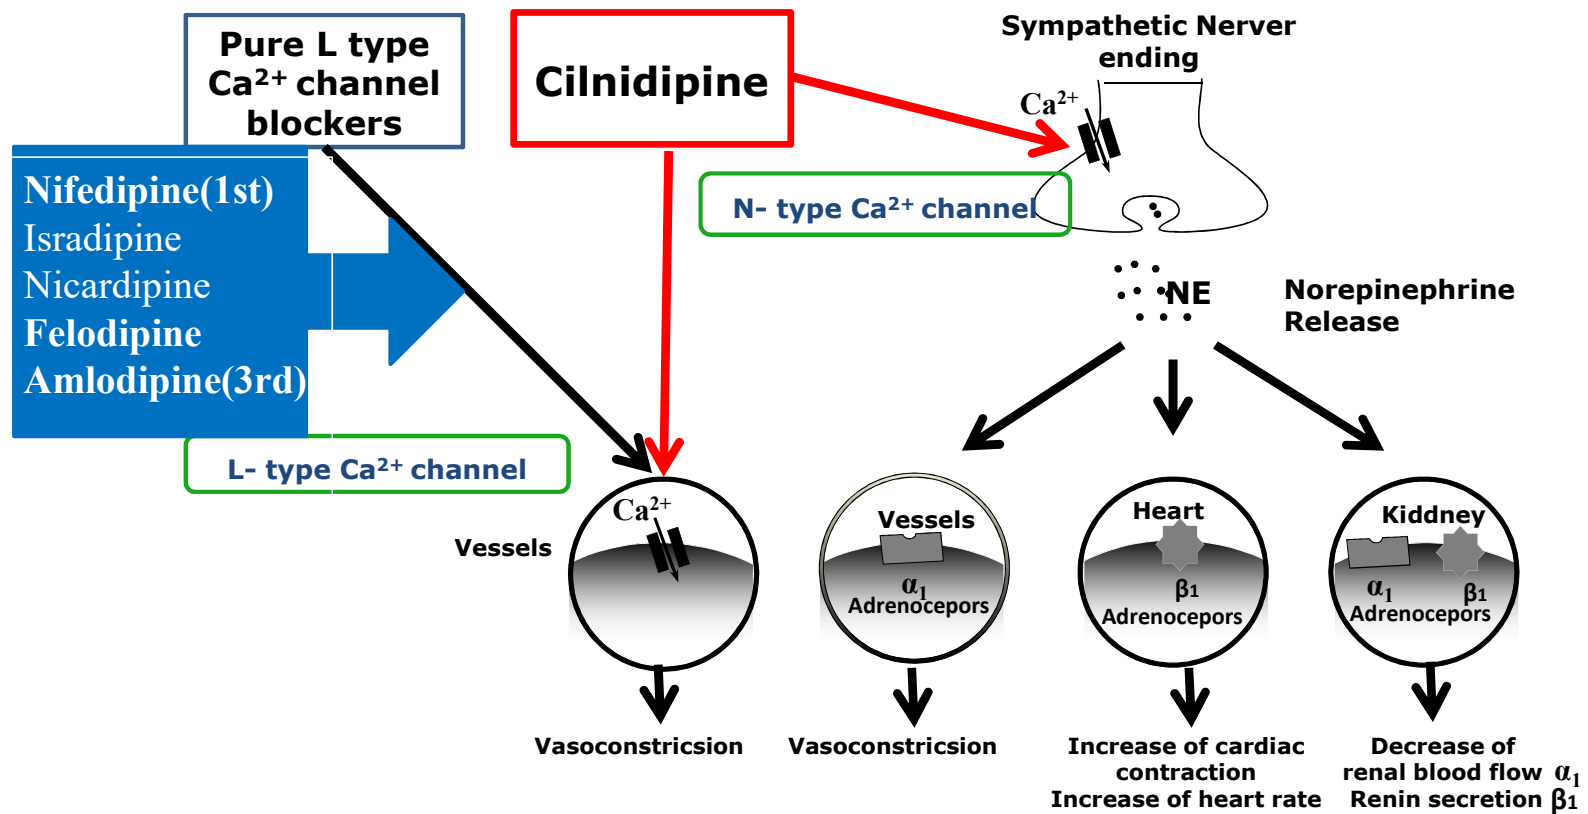 Pure L type
Ca²⁺ channel
blockers
Cilnidipine
Sympathetic Nerver
ending
Ca²⁺
Nifedipine(1st)
Isradipine
Nicardipine
Felodipine
Amlodipine(3rd)
N- type Ca²⁺ channel
NE
Norepinephrine
Release
L- type Ca²⁺ channel
Vessels
Ca²⁺
Vessels
α₁
Adrenocepors
Heart
β1
Adrenocepors
Kiddney
α₁ β1
Adrenocepors
Vasoconstricsion
Vasoconstricsion
Increase of cardiac
contraction
Increase of heart rate
Decrease of
renal blood flow α₁
Renin secretion β1